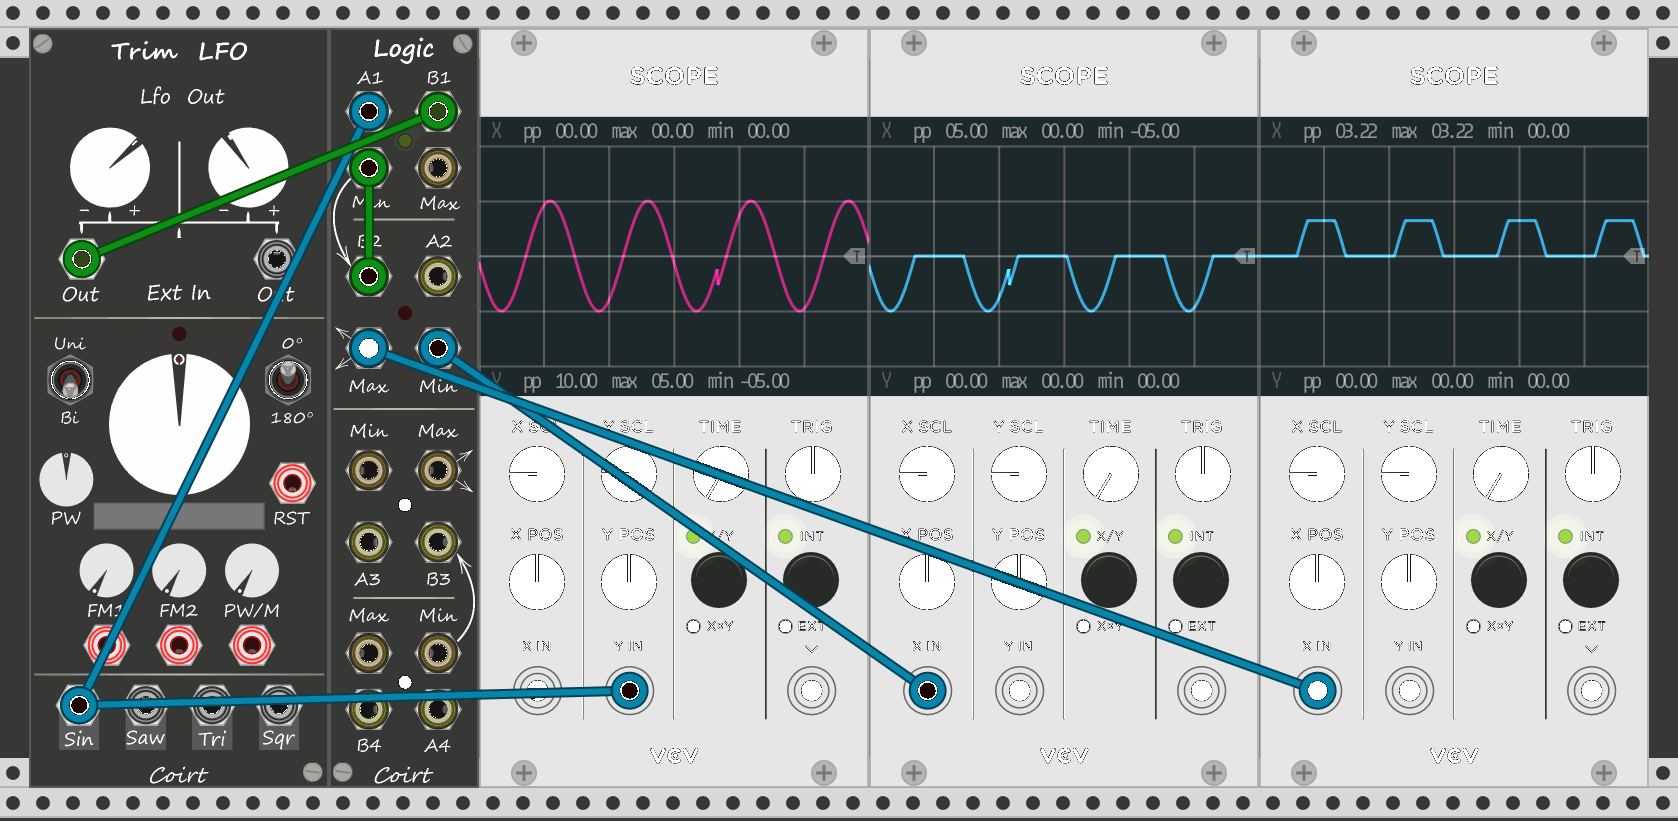 Trim LFO
Lfo Out
- + - +
Out Ext In Out
Uni 0°
Bi 180°
PW RST
FM1 FM2 PW/M
Sin Saw Tri Sqr
Coirt
Logic
A1 B1
Min Max
B2 A2
Max Min
Min Max
A3 B3
Max Min
B4 A4
Coirt
SCOPE
X pp 00.00 max 00.00 min 00.00
T
Y pp 10.00 max 05.00 min -05.00
X SCL Y SCL TIME TRIG
X POS Y POS X/Y INT
X×Y EXT
X IN Y IN
VCV
SCOPE
X pp 05.00 max 00.00 min -05.00
T
Y pp 00.00 max 00.00 min 00.00
X SCL Y SCL TIME TRIG
X POS Y POS X/Y INT
X×Y EXT
X IN Y IN
VCV
SCOPE
X pp 03.22 max 03.22 min 00.00
T
Y pp 00.00 max 00.00 min 00.00
X SCL Y SCL TIME TRIG
X POS Y POS X/Y INT
X×Y EXT
X IN Y IN
VCV